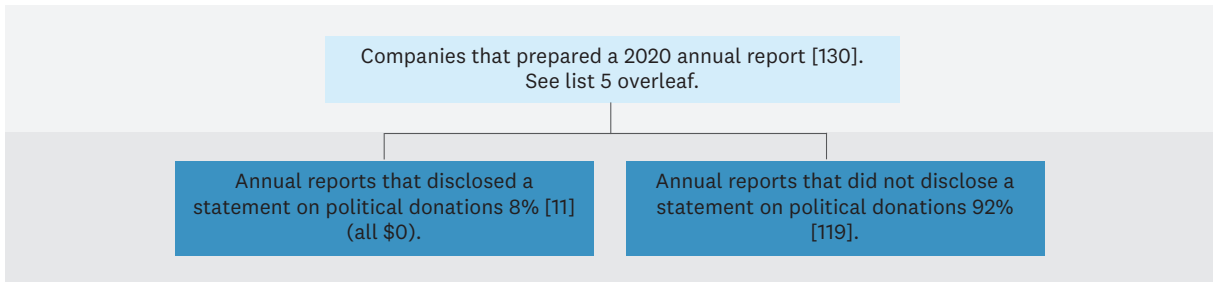 Companies that prepared a 2020 annual report [130].
See list 5 overleaf.
Annual reports that disclosed a
statement on political donations 8% [11]
(all $0).
Annual reports that did not disclose a
statement on political donations 92%
[119].